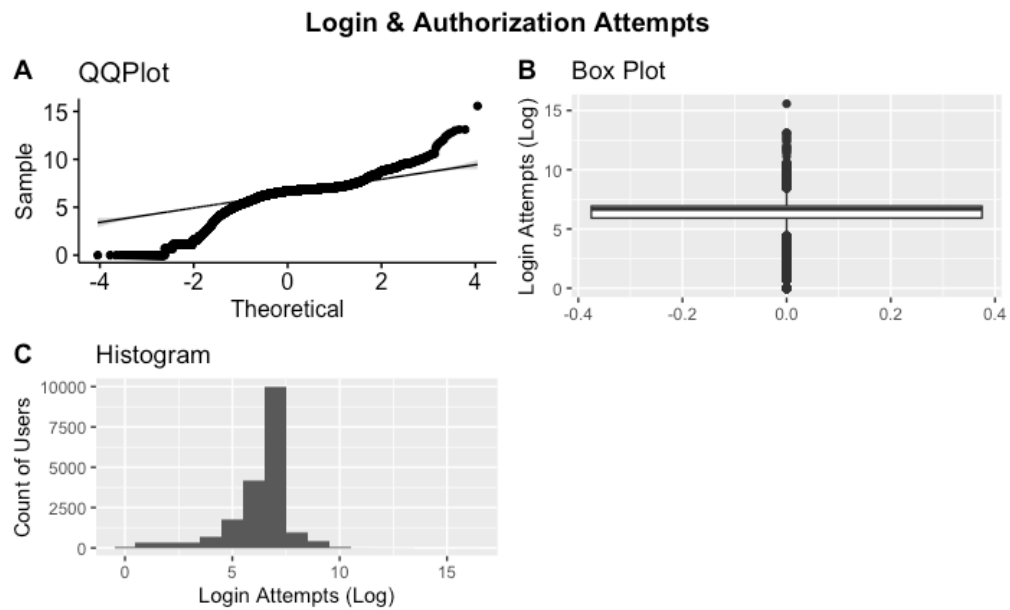 Login & Authorization Attempts
A QQPlot
15
10
5
0
Sample
-4 -2 0 2 4
Theoretical
B Box Plot
15
10
5
0
Login Attempts (Log)
-0.4 -0.2 0.0 0.2 0.4
C Histogram
10000
7500
5000
2500
0
Count of Users
0 5 10 15
Login Attempts (Log)